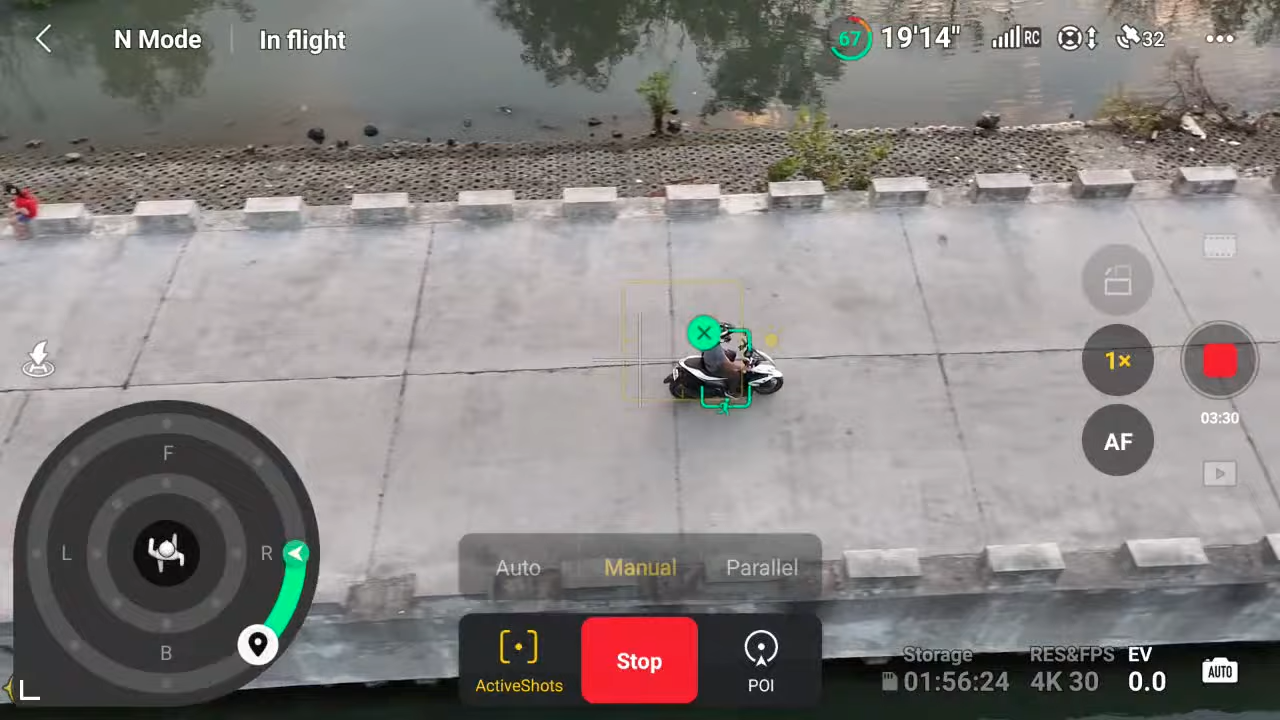 N Mode In flight 67 19'14" RC 32
1×
03:30
AF
F
L R
B
Auto Manual Parallel
ActiveShots Stop POI
Storage RES&FPS EV
01:56:24 4K 30 0.0 AUTO